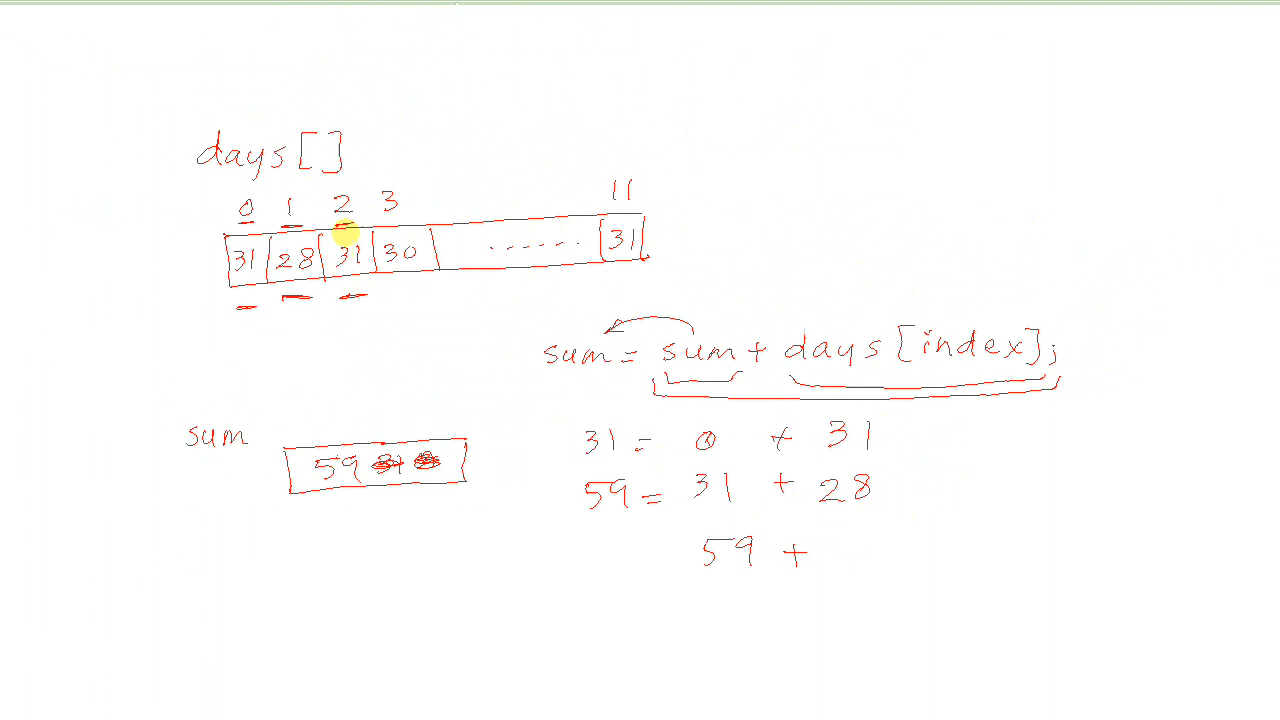 days[]
0 1 2 3 11
31 28 31 30 ...... 31
sum = sum + days[index];
sum
59
31 = 0 + 31
59 = 31 + 28
59 +